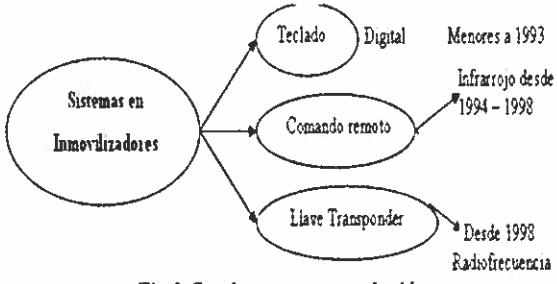 Teclado Digital Menores a 1993
Infrarrojo desde
1994 – 1998
Sistemas en
Inmovilizadores
Comando remoto
Llave Transponder
Desde 1998
Radiofrecuencia